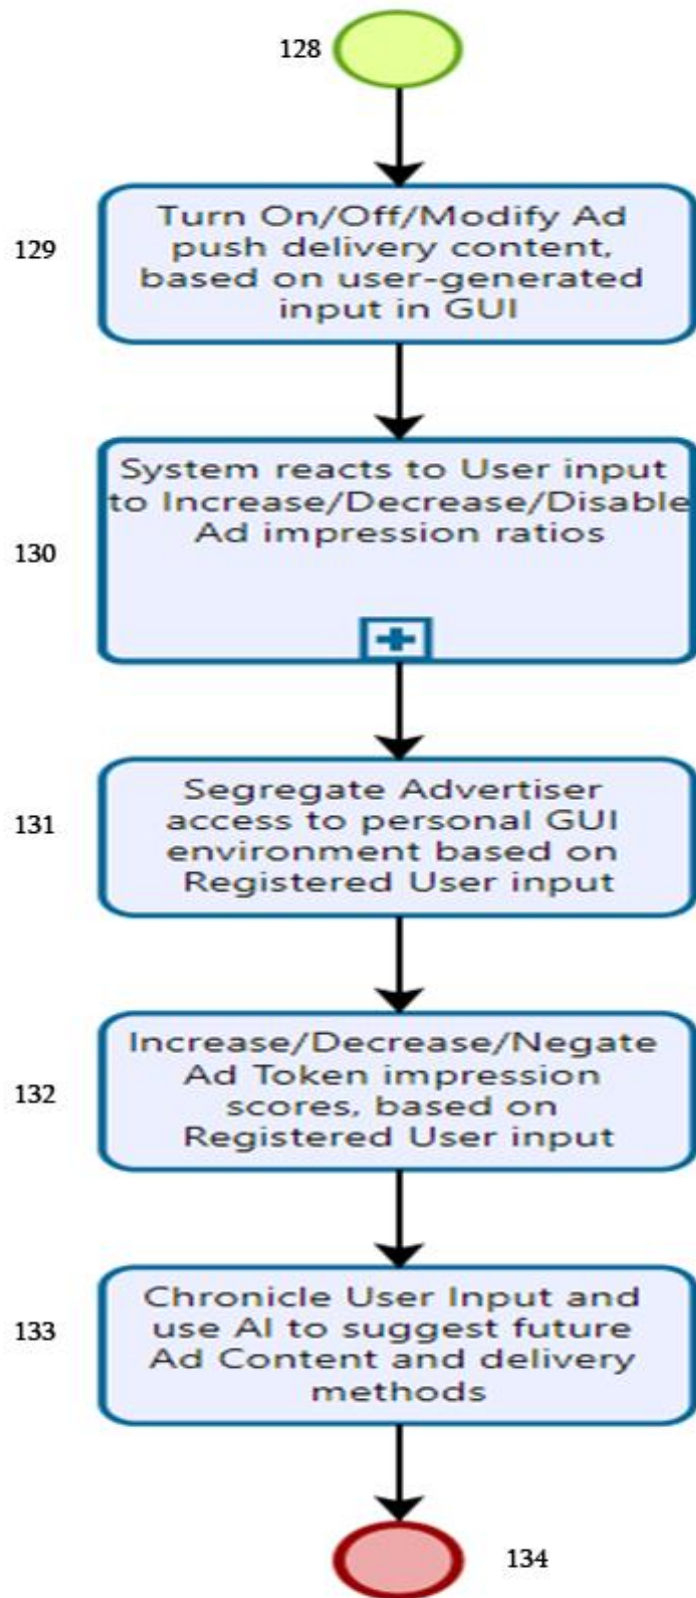 128
Turn On/Off/Modify Ad
push delivery content,
129
based on user-generated
input in GUI
System reacts to User input
to Increase/Decrease/Disable
Ad impression ratios
130
Segregate Advertiser
access to personal GUI
131
environment based on
Registered User input
Increase/Decrease/Negate
Ad Token impression
132
scores, based on
Registered User input
Chronicle User Input and
133
use AI to suggest future
Ad Content and delivery
methods
134